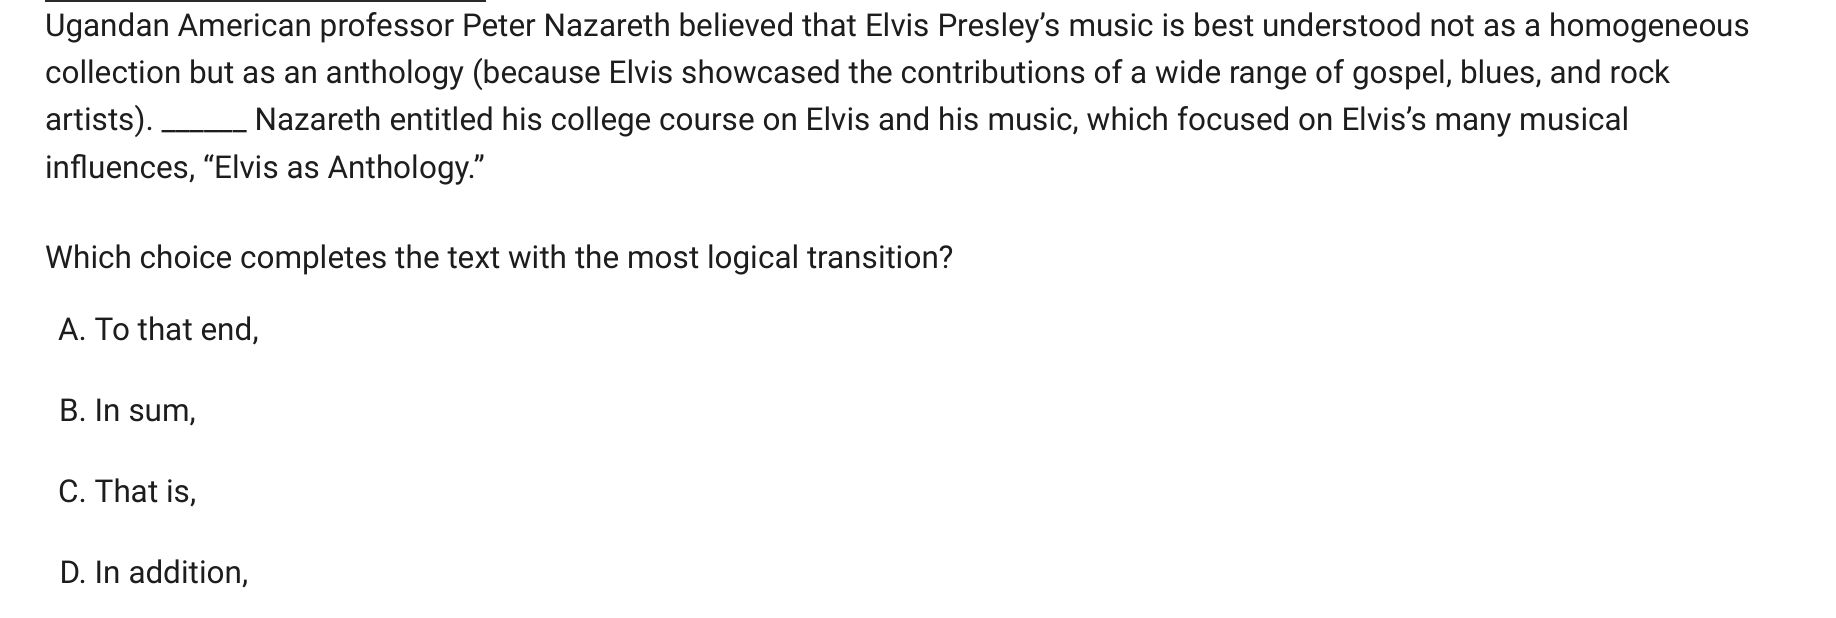 Ugandan American professor Peter Nazareth believed that Elvis Presley’s music is best understood not as a homogeneous
collection but as an anthology (because Elvis showcased the contributions of a wide range of gospel, blues, and rock
artists). ______ Nazareth entitled his college course on Elvis and his music, which focused on Elvis’s many musical
influences, “Elvis as Anthology.”
Which choice completes the text with the most logical transition?
A. To that end,
B. In sum,
C. That is,
D. In addition,